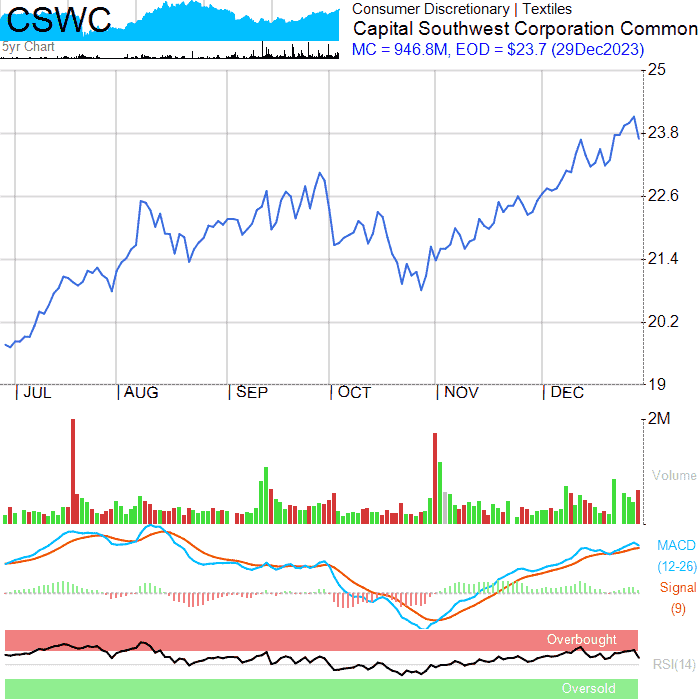 CSWC
5yr Chart
Consumer Discretionary | Textiles
Capital Southwest Corporation Common
MC = 946.8M, EOD = $23.7 (29Dec2023)
25
23.8
22.6
21.4
20.2
19
JUL AUG SEP OCT NOV DEC
2M
Volume
MACD
(12-26)
Signal
(9)
Overbought
RSI(14)
Oversold